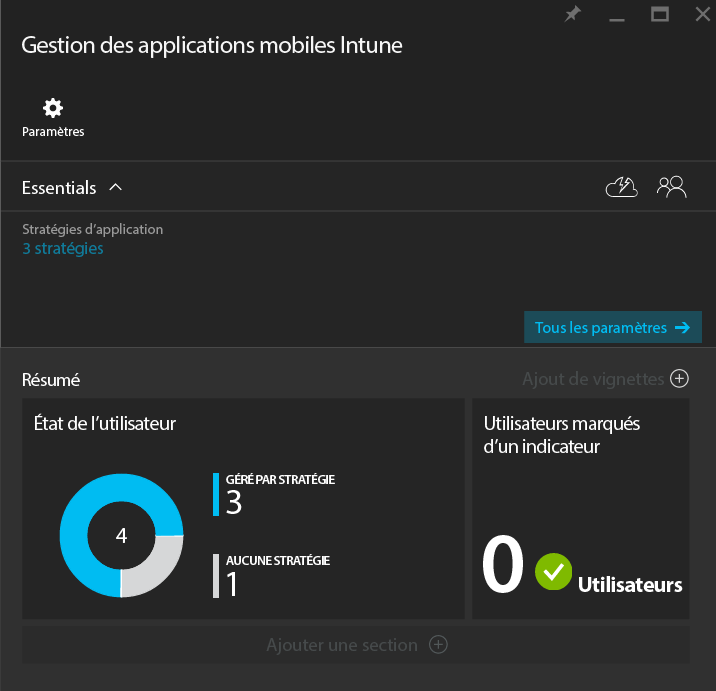 Gestion des applications mobiles Intune
Paramètres
Essentials
Stratégies d'application
3 stratégies
Tous les paramètres
Résumé
Ajout de vignettes
État de l'utilisateur
4
GÉRÉ PAR STRATÉGIE
3
AUCUNE STRATÉGIE
1
Utilisateurs marqués
d'un indicateur
0 Utilisateurs
Ajouter une section